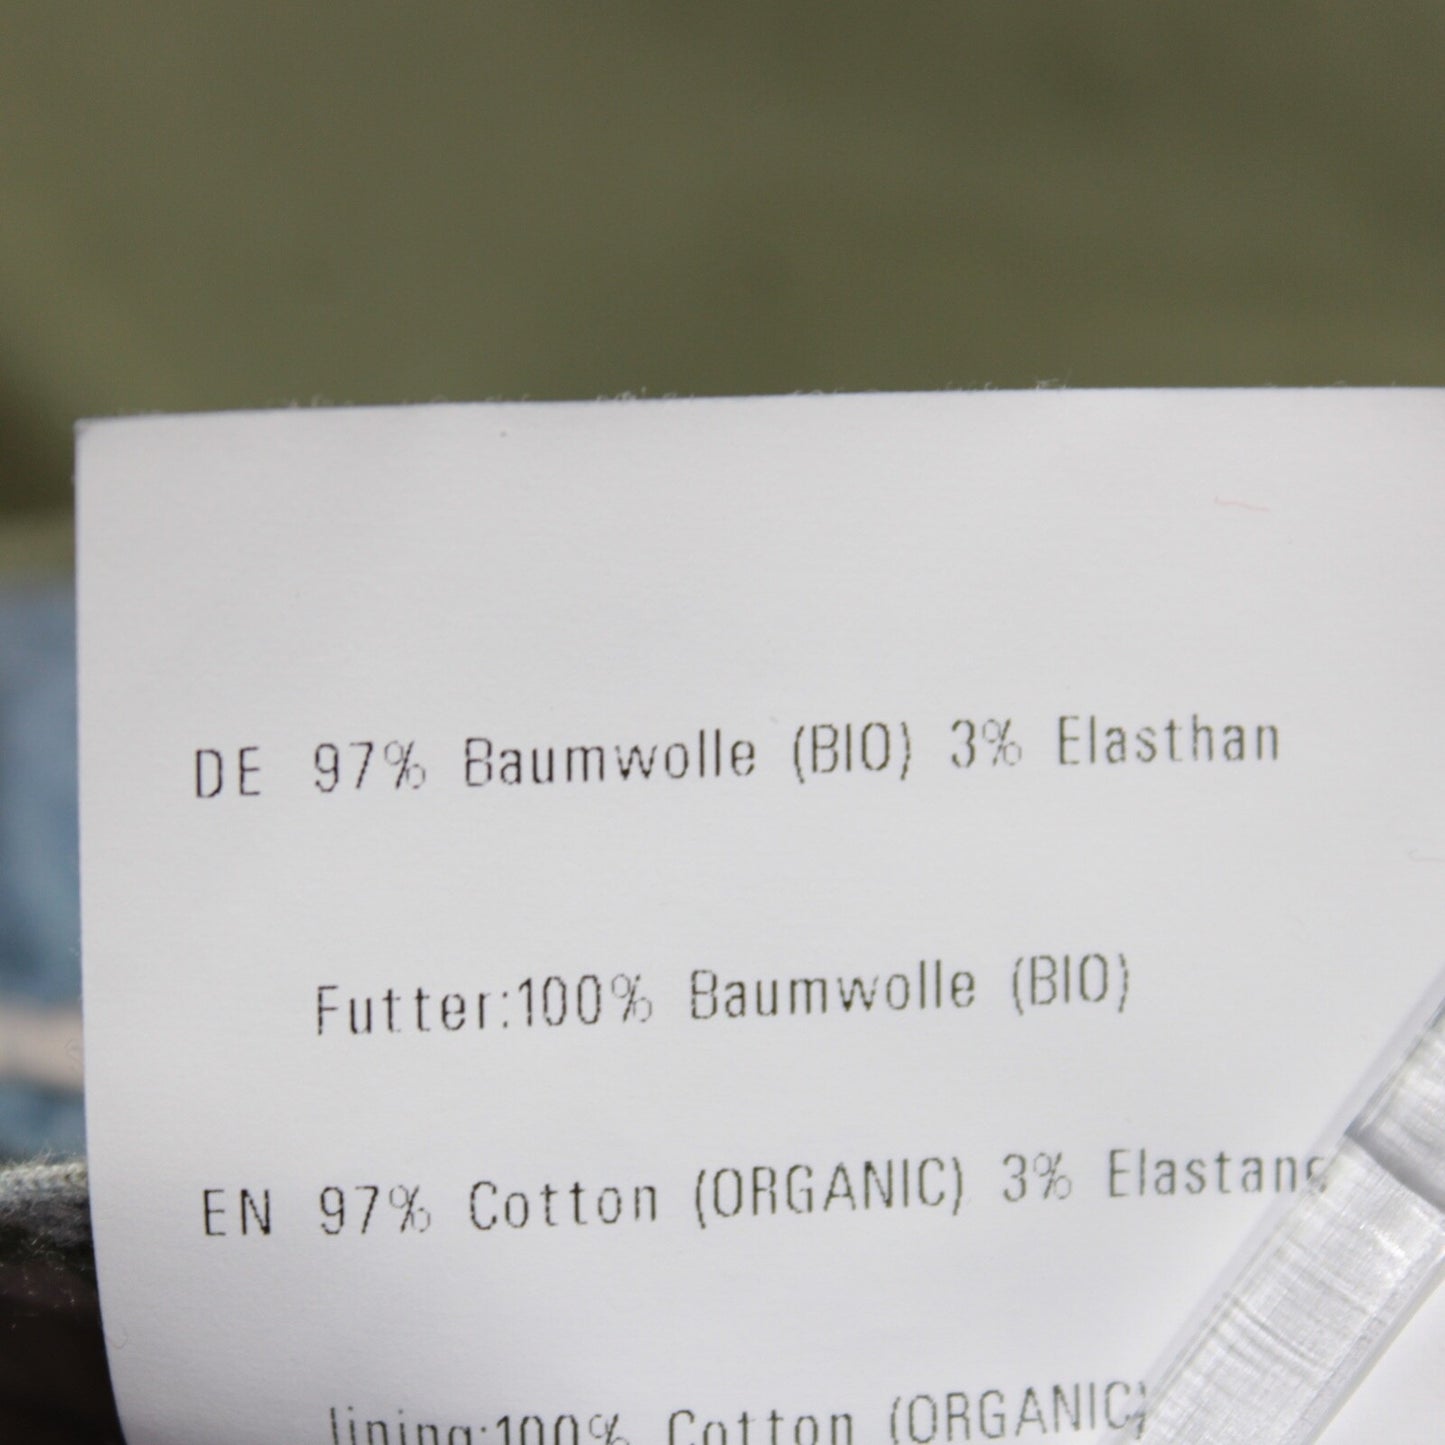 DE 97% Baumwolle (BIO) 3% Elasthan
Futter:100% Baumwolle (BIO)
EN 97% Cotton (ORGANIC) 3% Elastane
lining:100% Cotton (ORGANIC)